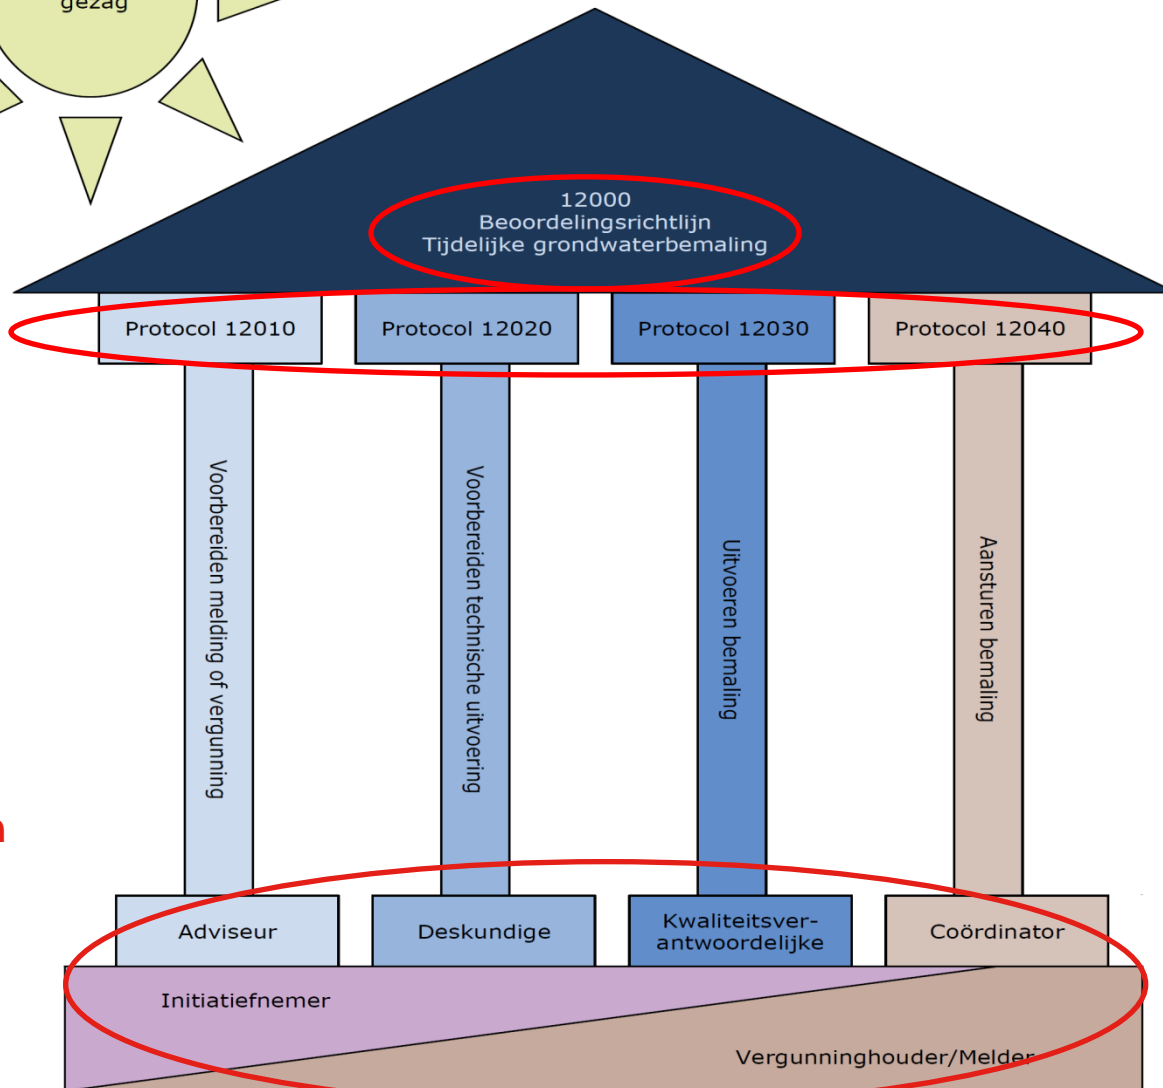 gezag
12000
Beoordelingsrichtlijn
Tijdelijke grondwaterbemaling
Protocol 12010
Protocol 12020
Protocol 12030
Protocol 12040
Voorbereiden melding of vergunning
Voorbereiden technische uitvoering
Uitvoeren bemaling
Aansturen bemaling
Adviseur
Deskundige
Kwaliteitsver-
antwoordelijke
Coördinator
Initiatiefnemer
Vergunninghouder/Melder